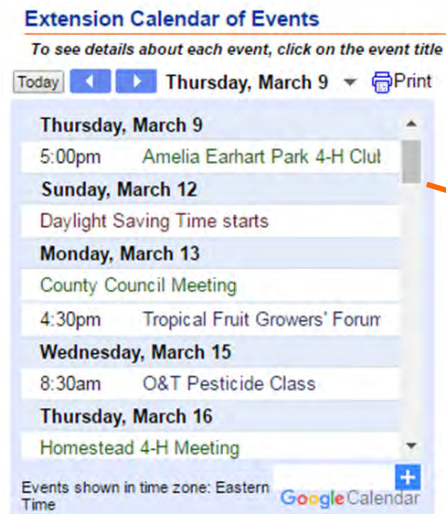 Extension Calendar of Events
To see details about each event, click on the event title
Today Thursday, March 9 Print
Thursday, March 9
5:00pm Amelia Earhart Park 4-H Clul
Sunday, March 12
Daylight Saving Time starts
Monday, March 13
County Council Meeting
4:30pm Tropical Fruit Growers' Forum
Wednesday, March 15
8:30am O&T Pesticide Class
Thursday, March 16
Homestead 4-H Meeting
Events shown in time zone: Eastern
Time
Google Calendar